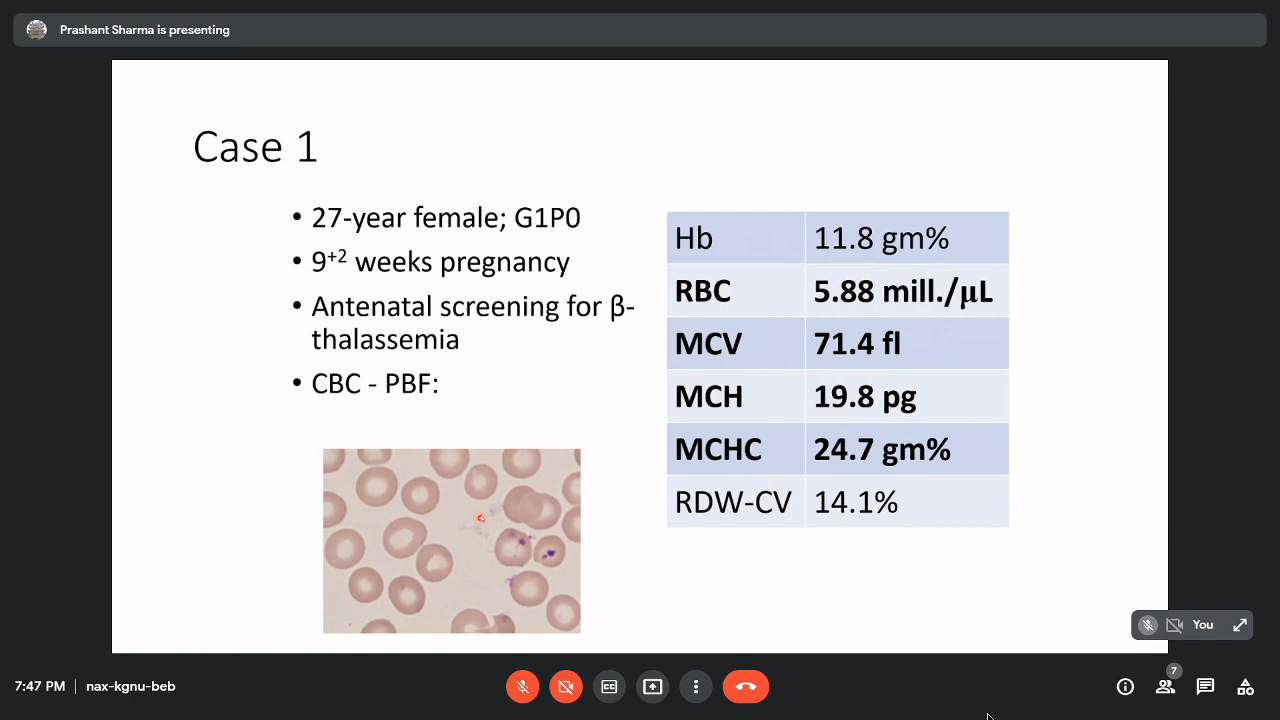 Prashant Sharma is presenting
Case 1
• 27-year female; G1P0
• 9+2 weeks pregnancy
• Antenatal screening for β-
thalassemia
• CBC - PBF:
Hb 11.8 gm%
RBC 5.88 mill./μL
MCV 71.4 fl
MCH 19.8 pg
MCHC 24.7 gm%
RDW-CV 14.1%
You
7:47 PM | nax-kgnu-beb
7